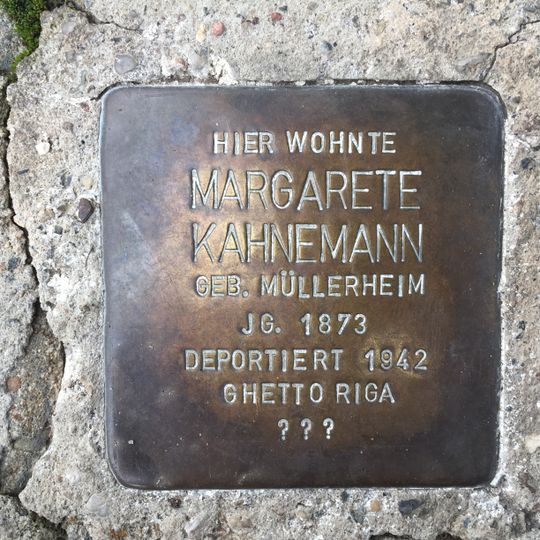 HIER WOHNTE
MARGARETE
KAHNEMANN
GEB. MÜLLERHEIM
JG. 1873
DEPORTIERT 1942
GHETTO RIGA
???